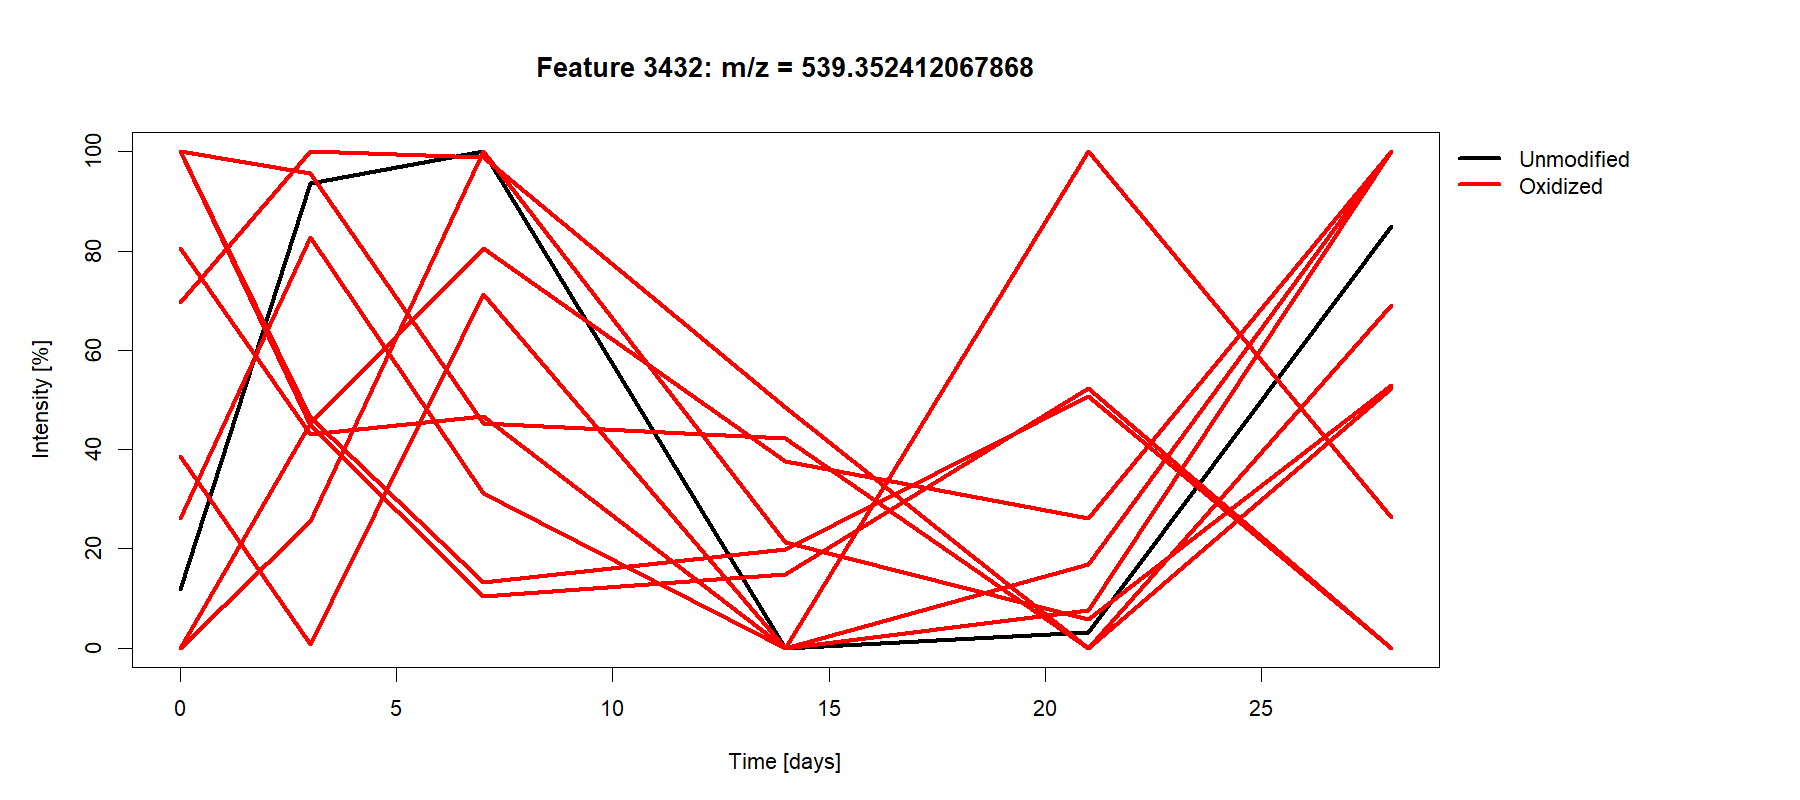 Feature 3432: m/z = 539.352412067868
Unmodified
Oxidized
Intensity [%]
100
80
60
40
20
0
0 5 10 15 20 25
Time [days]